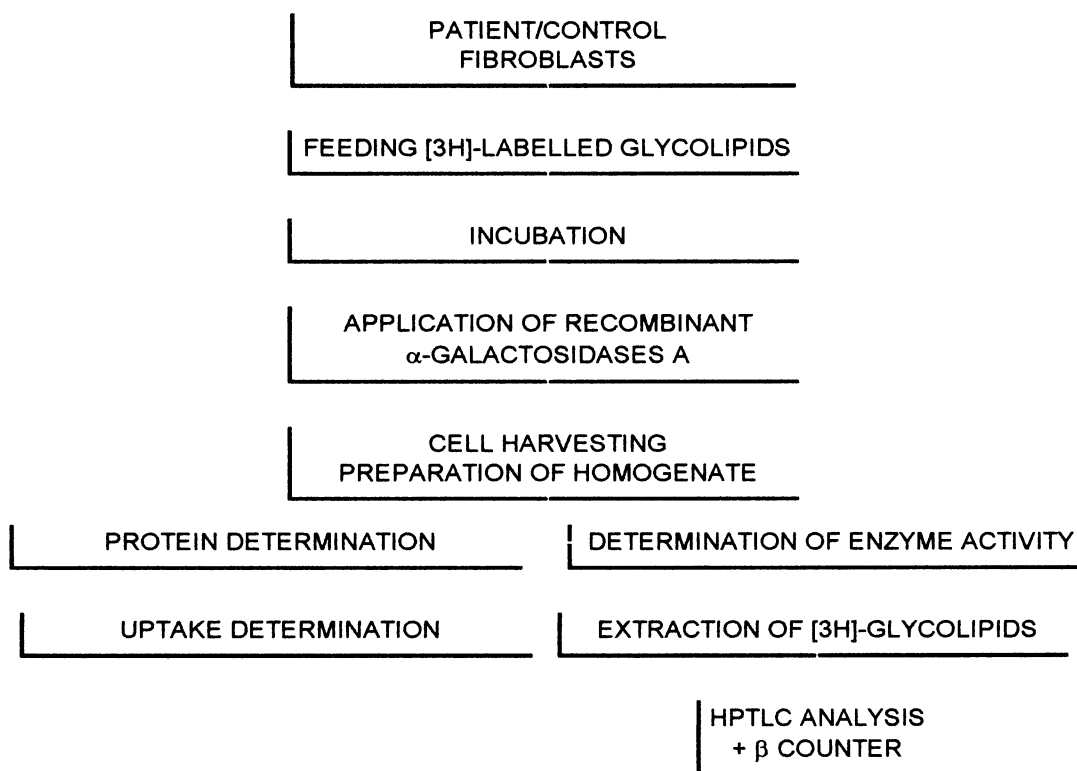 PATIENT/CONTROL
FIBROBLASTS
FEEDING [3H]-LABELLED GLYCOLIPIDS
INCUBATION
APPLICATION OF RECOMBINANT
α-GALACTOSIDASES A
CELL HARVESTING
PREPARATION OF HOMOGENATE
PROTEIN DETERMINATION
DETERMINATION OF ENZYME ACTIVITY
UPTAKE DETERMINATION
EXTRACTION OF [3H]-GLYCOLIPIDS
HPTLC ANALYSIS
+ β COUNTER